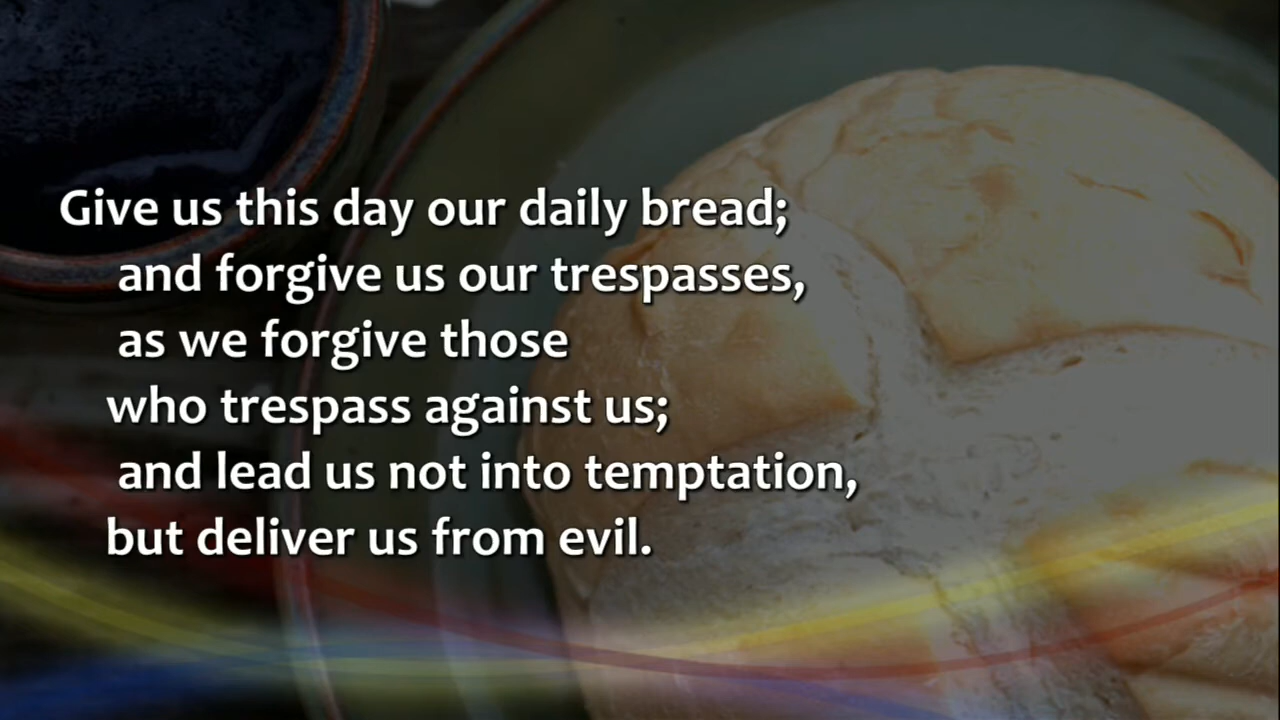 Give us this day our daily bread;
and forgive us our trespasses,
as we forgive those
who trespass against us;
and lead us not into temptation,
but deliver us from evil.